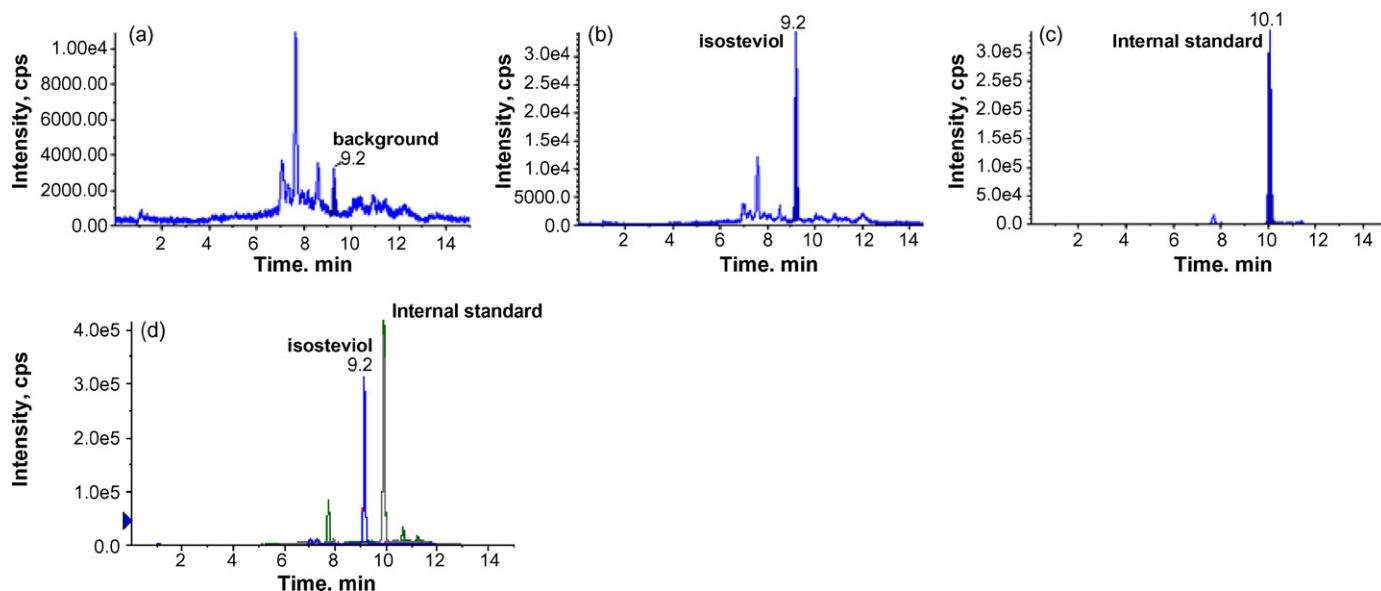 (a)
Intensity, cps
1.00e4
8000.00
6000.00
4000.00
2000.00
0.00
background
9.2
2 4 6 8 10 12 14
Time. min
(b)
Intensity, cps
3.0e4
2.5e4
2.0e4
1.5e4
1.0e4
5000.0
0.0
isosteviol
9.2
2 4 6 8 10 12 14
Time. min
(c)
Intensity, cps
3.0e5
2.5e5
2.0e5
1.5e5
1.0e5
5.0e4
0.0
Internal standard
10.1
2 4 6 8 10 12 14
Time. min
(d)
Intensity, cps
4.0e5
3.0e5
2.0e5
1.0e5
0.0
Internal standard
isosteviol
9.2
2 4 6 8 10 12 14
Time. min